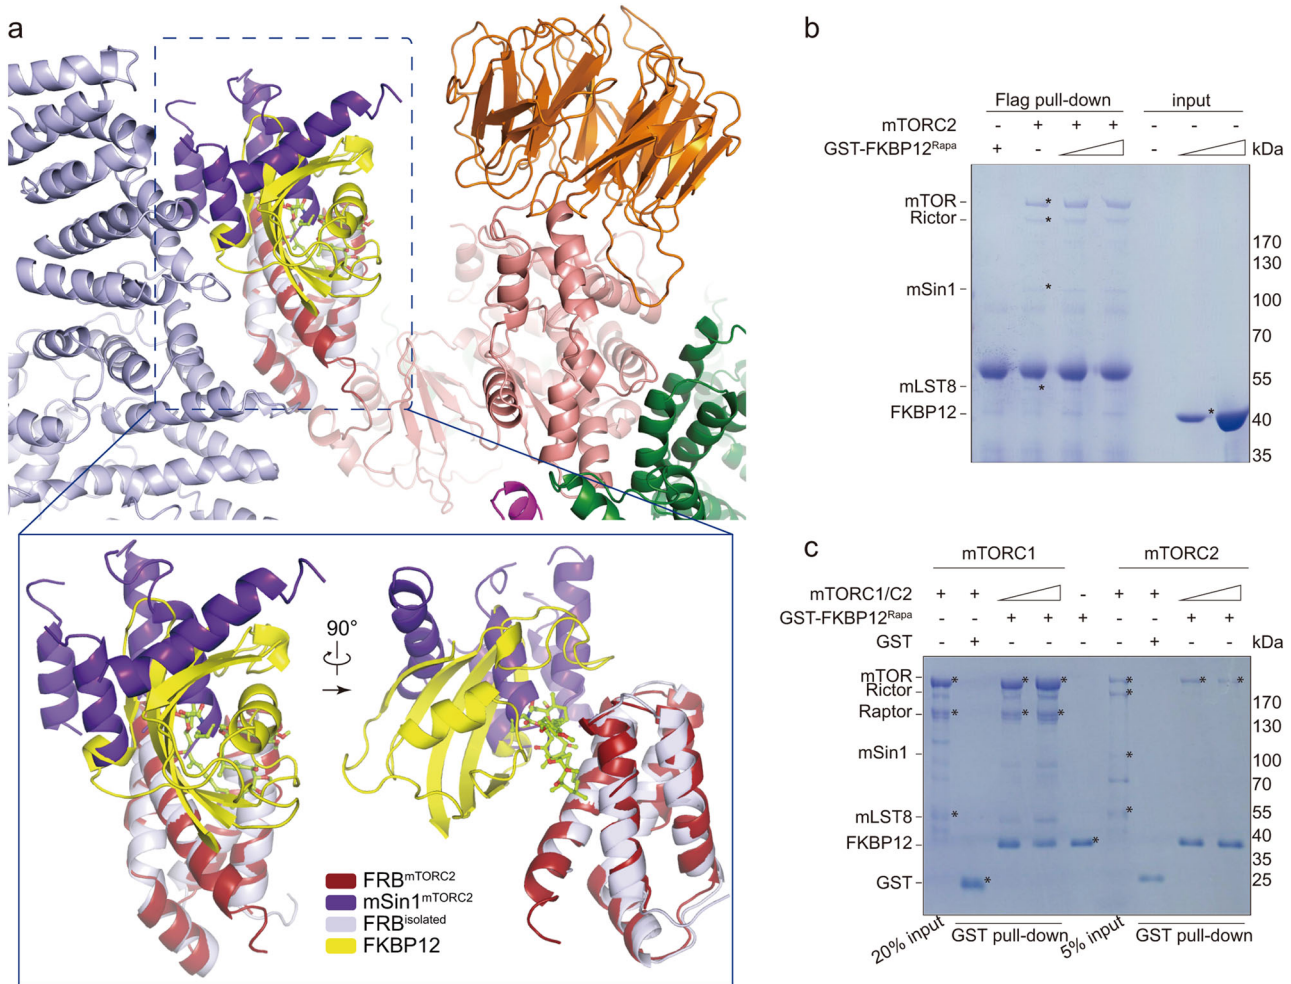 a
90°
FRB^mTORC2
mSin1^mTORC2
FRB^isolated
FKBP12
b
Flag pull-down input
mTORC2 - + + + - - -
GST-FKBP12^Rapa + - - kDa
mTOR *
Rictor *
170
130
mSin1 *
100
70
55
mLST8 *
FKBP12 *
40
35
c
mTORC1 mTORC2
mTORC1/C2 + + - + +
GST-FKBP12^Rapa - - + + + - - + +
GST - + - - - - + - - kDa
mTOR * * * * * *
Rictor *
170
Raptor * * *
130
mSin1 *
100
70
mLST8 * *
55
FKBP12 *
40
35
GST *
25
20% input GST pull-down 5% input GST pull-down